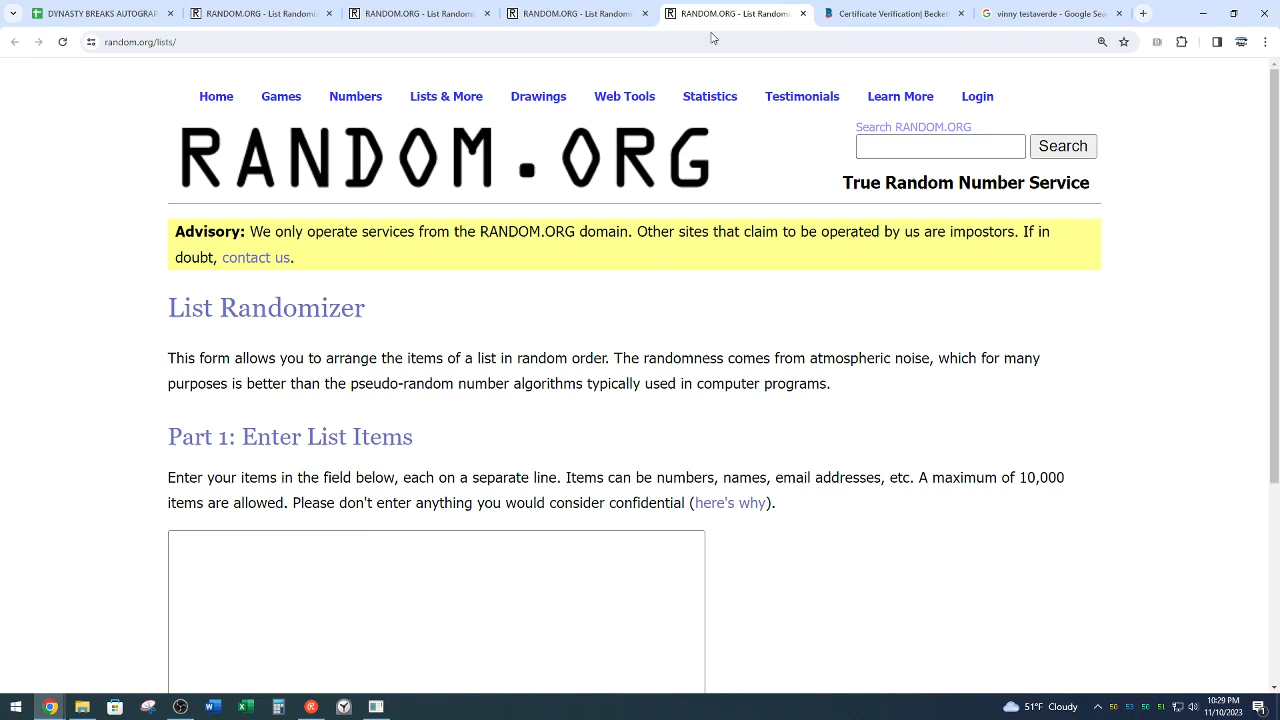 DYNASTY BREAKS AUTOGRAP
RANDOM.ORG - List Randomiz
RANDOM.ORG - List Randomiz
RANDOM.ORG - List Randomiz
RANDOM.ORG - List Randomiz
Certificate Verification| Becket
vinny testaverde - Google Sea
random.org/lists/
Home Games Numbers Lists & More Drawings Web Tools Statistics Testimonials Learn More Login
RANDOM.ORG
Search RANDOM.ORG
Search
True Random Number Service
Advisory: We only operate services from the RANDOM.ORG domain. Other sites that claim to be operated by us are impostors. If in
doubt, contact us.
List Randomizer
This form allows you to arrange the items of a list in random order. The randomness comes from atmospheric noise, which for many
purposes is better than the pseudo-random number algorithms typically used in computer programs.
Part 1: Enter List Items
Enter your items in the field below, each on a separate line. Items can be numbers, names, email addresses, etc. A maximum of 10,000
items are allowed. Please don't enter anything you would consider confidential (here's why).
51°F Cloudy
50 53 50 51
10:29 PM
11/10/2023